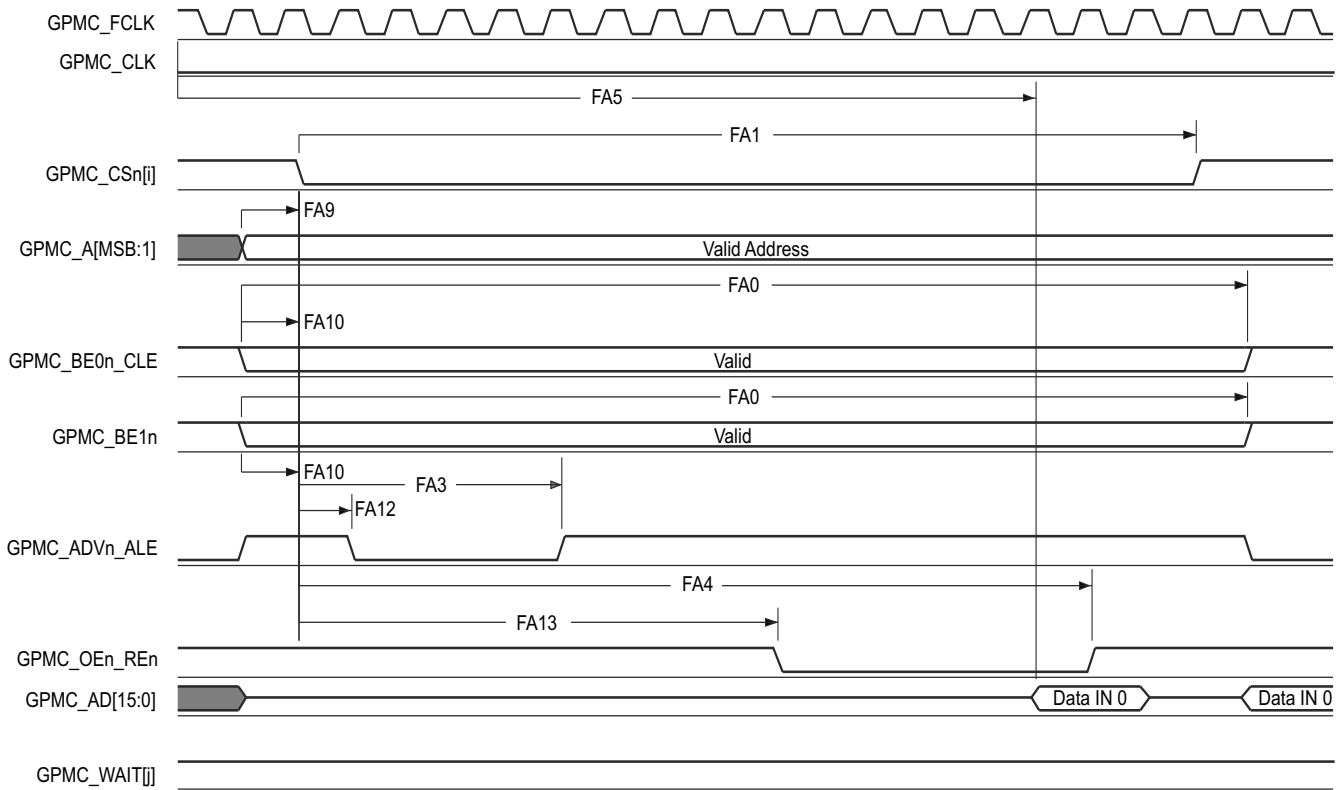 GPMC_FCLK
GPMC_CLK
FA5
FA1
GPMC_CSn[i]
FA9
GPMC_A[MSB:1]
Valid Address
FA0
FA10
GPMC_BE0n_CLE
Valid
FA0
GPMC_BE1n
Valid
FA10
FA3
FA12
GPMC_ADVn_ALE
FA4
FA13
GPMC_OEn_REn
GPMC_AD[15:0]
Data IN 0
Data IN 0
GPMC_WAIT[j]